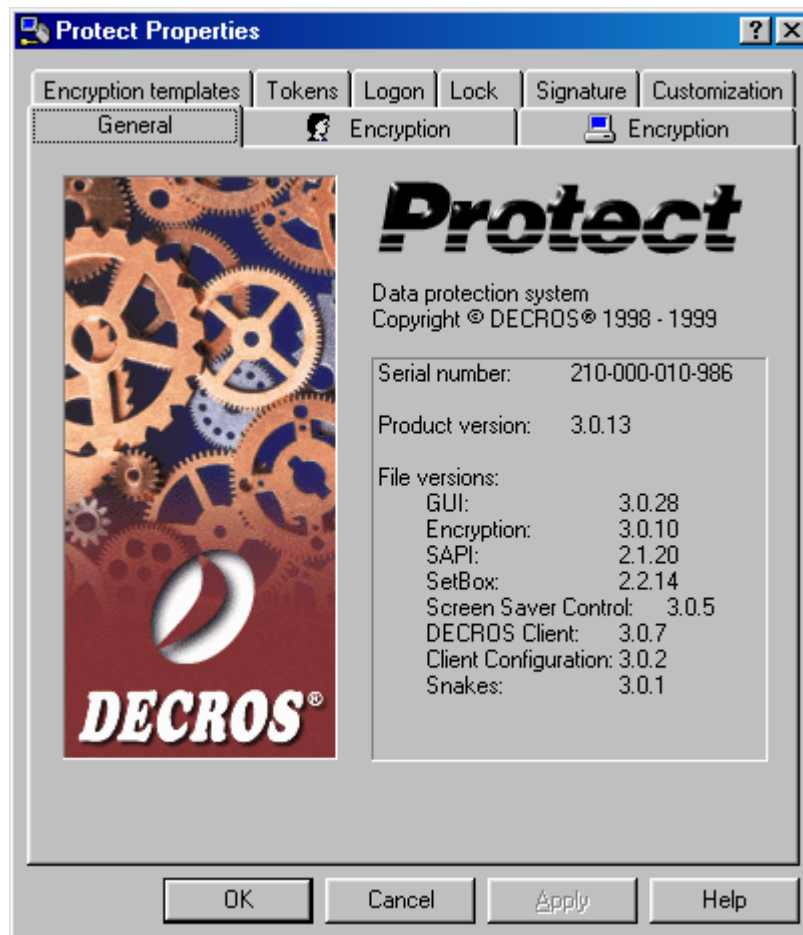 Protect Properties
Encryption templates Tokens Logon Lock Signature Customization
General Encryption Encryption
Protect
Data protection system
Copyright © DECROS® 1998 - 1999
Serial number: 210-000-010-986
Product version: 3.0.13
File versions:
GUI: 3.0.28
Encryption: 3.0.10
SAPI: 2.1.20
SetBox: 2.2.14
Screen Saver Control: 3.0.5
DECROS Client: 3.0.7
Client Configuration: 3.0.2
Snakes: 3.0.1
DECROS®
OK Cancel Apply Help